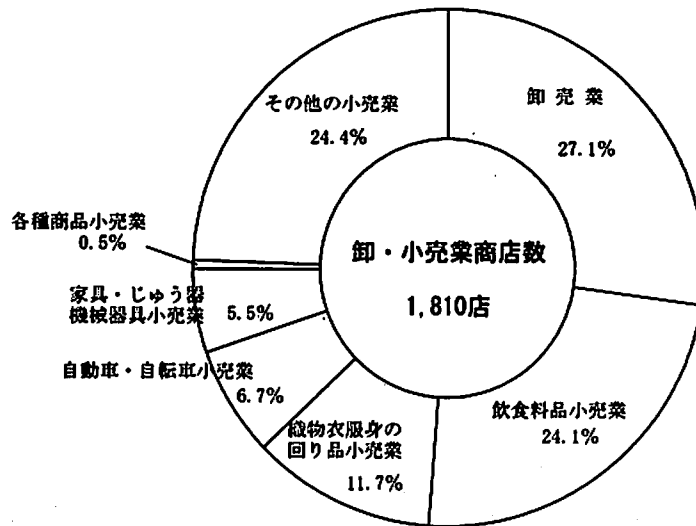 卸売業
27.1%
飲食料品小売業
24.1%
織物衣服身の
回り品小売業
11.7%
自動車・自転車小売業
6.7%
家具・じゅう器
機械器具小売業
5.5%
各種商品小売業
0.5%
その他の小売業
24.4%
卸・小売業商店数
1,810店